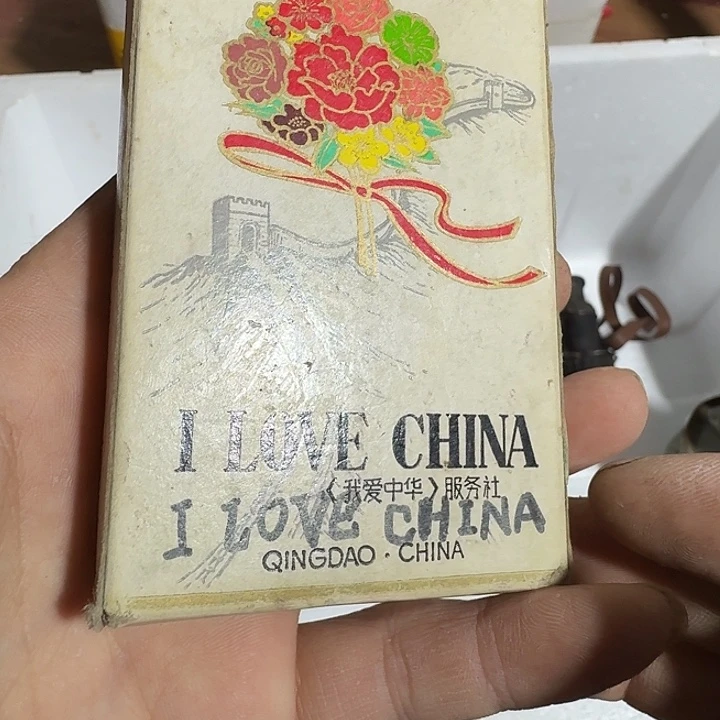 I LOVE CHINA
《我爱中华》服务社
I LOVE CHINA
QINGDAO · CHINA